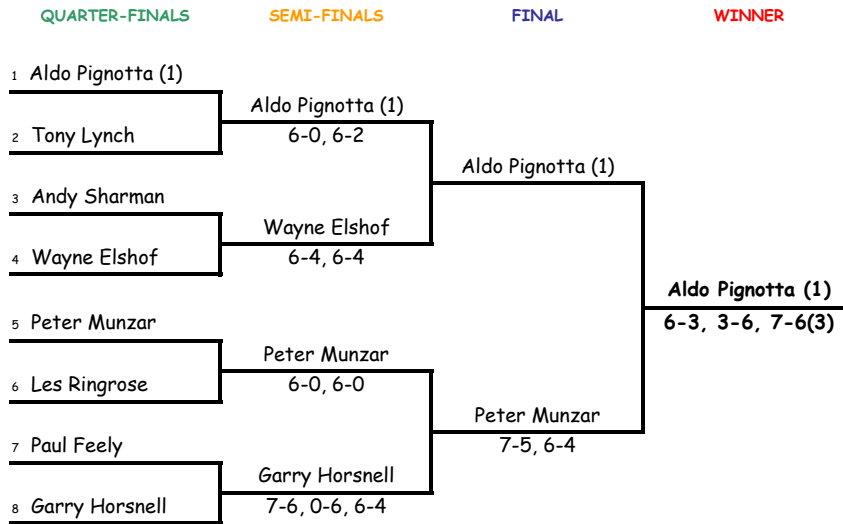 QUARTER-FINALS SEMI-FINALS FINAL WINNER
1 Aldo Pignotta (1)
Aldo Pignotta (1)
2 Tony Lynch
6-0, 6-2
Aldo Pignotta (1)
3 Andy Sharman
Wayne Elshof
4 Wayne Elshof
6-4, 6-4
Aldo Pignotta (1)
6-3, 3-6, 7-6(3)
5 Peter Munzar
Peter Munzar
6 Les Ringrose
6-0, 6-0
Peter Munzar
7-5, 6-4
7 Paul Feely
Garry Horsnell
8 Garry Horsnell
7-6, 0-6, 6-4